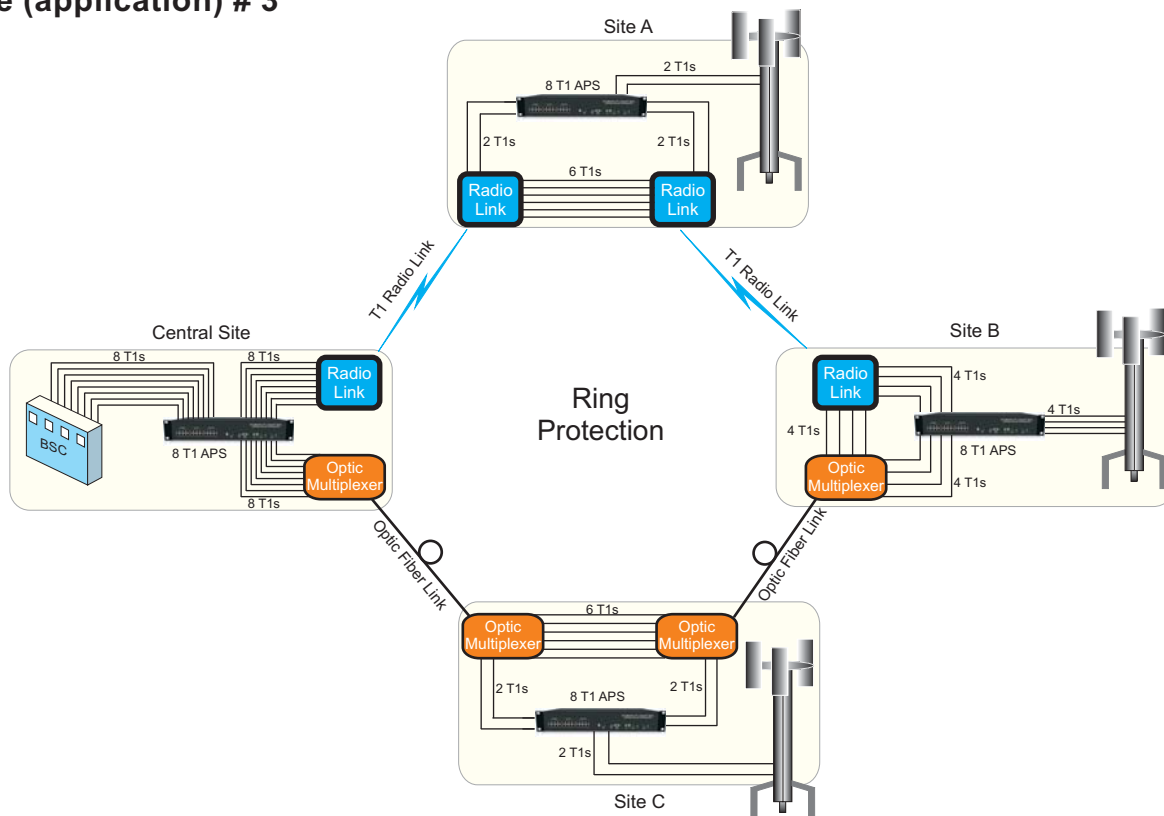 e (application) # 3
Site A
2 T1s
8 T1 APS
2 T1s
2 T1s
6 T1s
Radio
Link
Radio
Link
T1 Radio Link
T1 Radio Link
Central Site
8 T1s
8 T1s
Radio
Link
BSC
8 T1 APS
Optic
Multiplexer
8 T1s
Ring
Protection
Site B
Radio
Link
4 T1s
4 T1s
4 T1s
8 T1 APS
Optic
Multiplexer
4 T1s
Optic Fiber Link
Optic Fiber Link
6 T1s
Optic
Multiplexer
Optic
Multiplexer
2 T1s
2 T1s
8 T1 APS
2 T1s
Site C